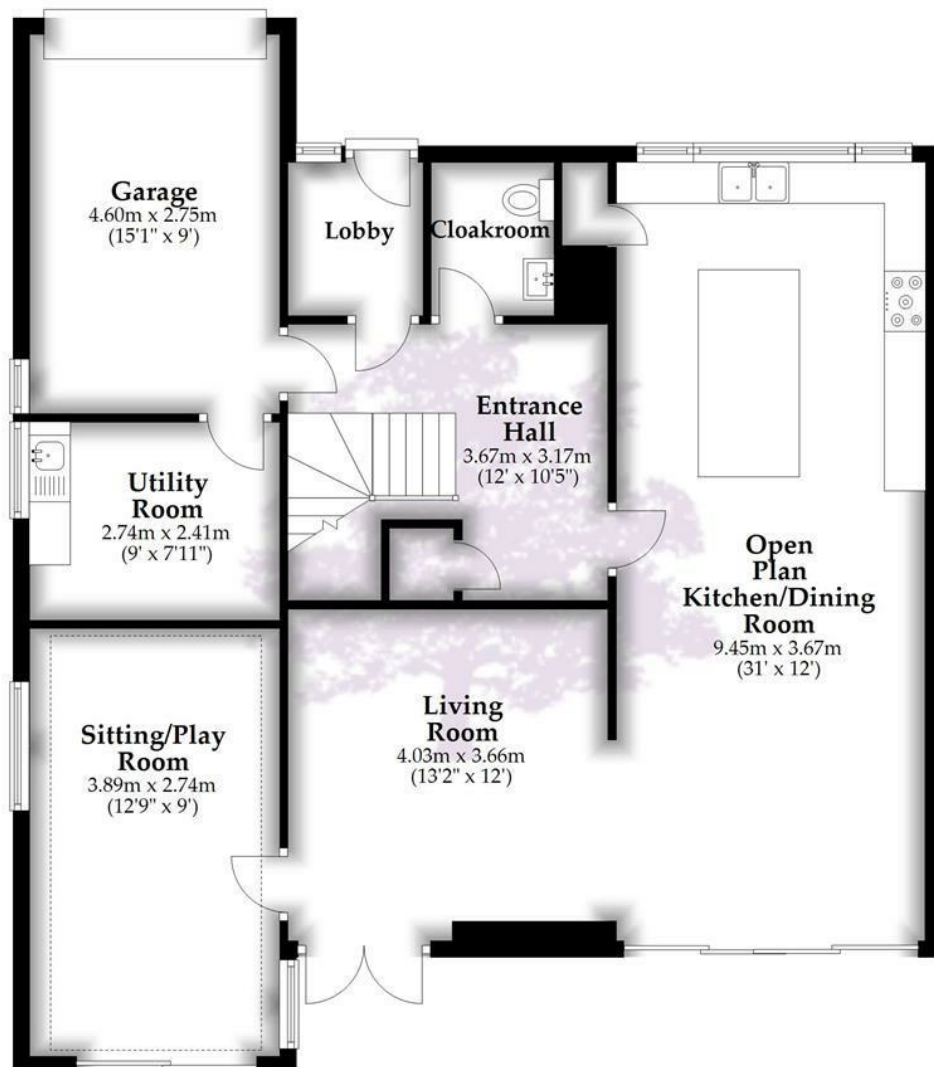 Garage
4.60m x 2.75m
(15'1" x 9')
Lobby
Cloakroom
Entrance
Hall
3.67m x 3.17m
(12' x 10'5")
Utility
Room
2.74m x 2.41m
(9' x 7'11")
Open
Plan
Kitchen/Dining
Room
9.45m x 3.67m
(31' x 12')
Living
Room
4.03m x 3.66m
(13'2" x 12')
Sitting/Play
Room
3.89m x 2.74m
(12'9" x 9')